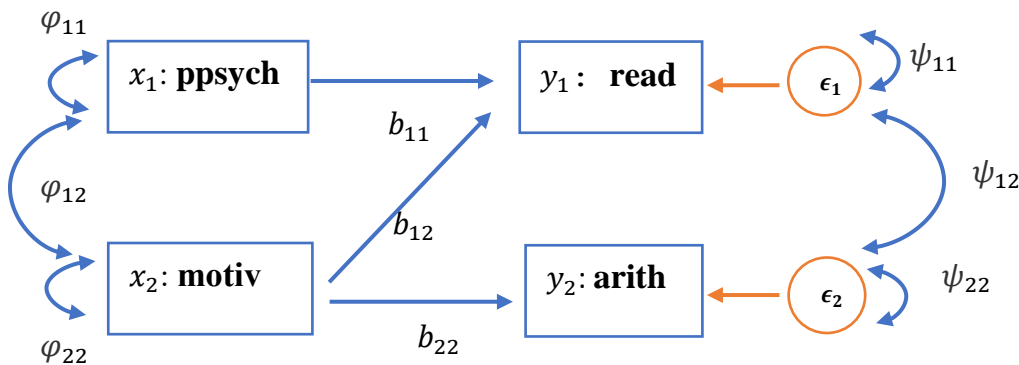 φ₁₁
x₁: ppsych
y₁: read
ϵ₁
ψ₁₁
b₁₁
φ₁₂
ψ₁₂
b₁₂
x₂: motiv
y₂: arith
ϵ₂
ψ₂₂
b₂₂
φ₂₂